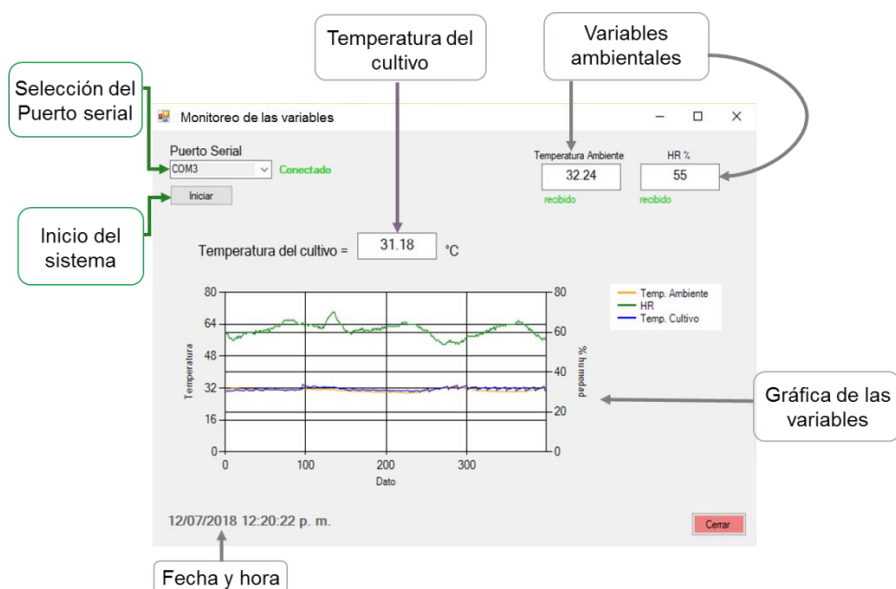 Temperatura del
cultivo
Variables
ambientales
Selección del
Puerto serial
Monitoreo de las variables
Puerto Serial
COM3
Conectado
Iniciar
Temperatura Ambiente
HR %
32.24
55
recibido
recibido
Inicio del
sistema
Temperatura del cultivo =
31.18
°C
80
64
48
32
16
0
Temperatura
80
60
40
20
0
% humedad
0
100
200
300
Dato
Temp. Ambiente
HR
Temp. Cultivo
Gráfica de las
variables
12/07/2018 12:20:22 p. m.
Cerrar
Fecha y hora